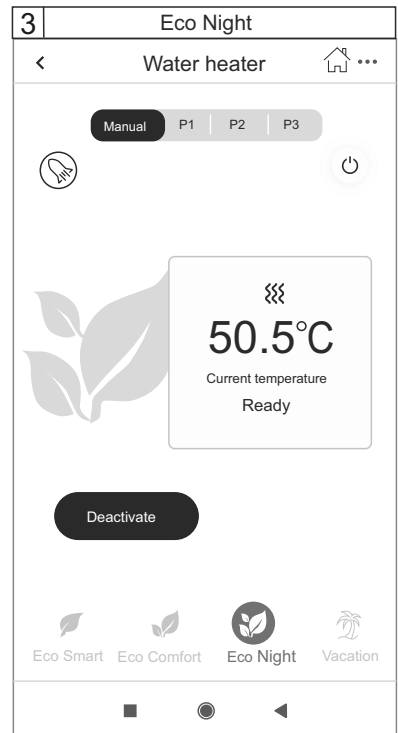 3 Eco Night
Water heater
Manual P1 P2 P3
50.5°C
Current temperature
Ready
Deactivate
Eco Smart Eco Comfort Eco Night Vacation